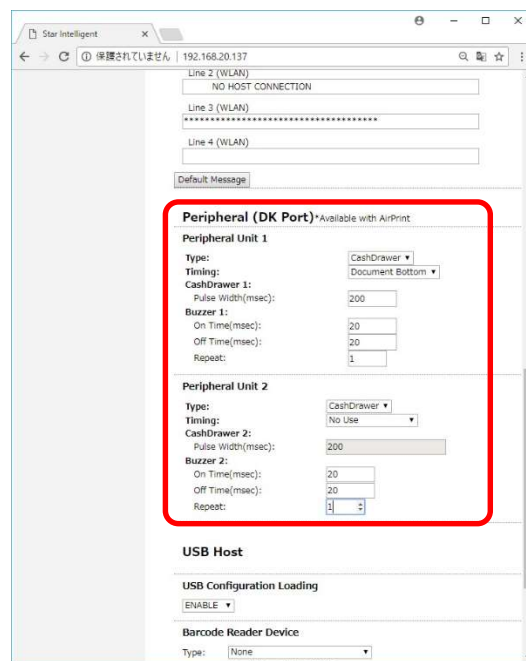 Star Intelligent
保護されていません 192.168.20.137
Line 2 (WLAN)
NO HOST CONNECTION
Line 3 (WLAN)
**************************************
Line 4 (WLAN)
Default Message
Peripheral (DK Port)*Available with AirPrint
Peripheral Unit 1
Type: CashDrawer
Timing: Document Bottom
CashDrawer 1:
Pulse Width(msec): 200
Buzzer 1:
On Time(msec): 20
Off Time(msec): 20
Repeat: 1
Peripheral Unit 2
Type: CashDrawer
Timing: No Use
CashDrawer 2:
Pulse Width(msec): 200
Buzzer 2:
On Time(msec): 20
Off Time(msec): 20
Repeat: 1
USB Host
USB Configuration Loading
ENABLE
Barcode Reader Device
Type: None